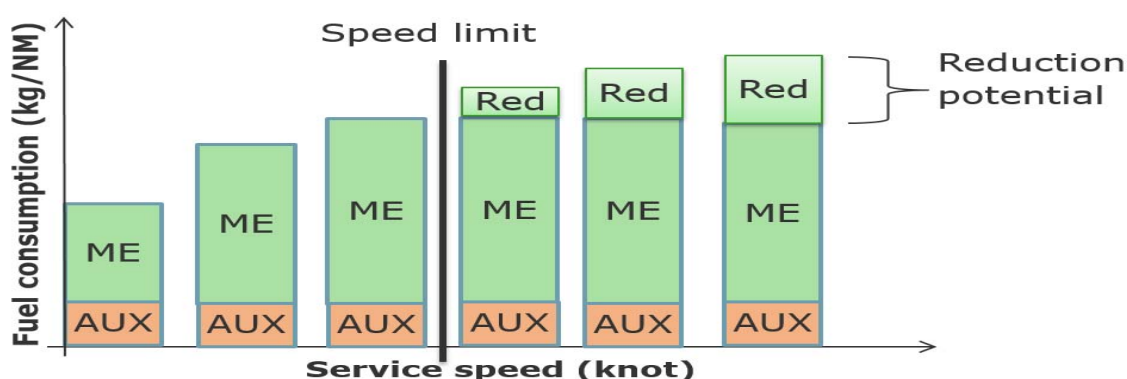 Speed limit
Reduction
potential
Fuel consumption (kg/NM)
Red
Red
Red
ME
ME
ME
ME
ME
ME
AUX
AUX
AUX
AUX
AUX
AUX
Service speed (knot)